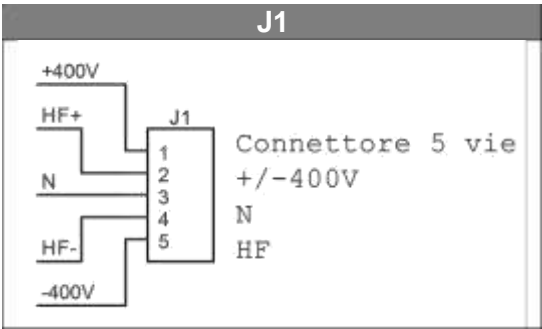 J1
+400V
HF+
N
HF-
-400V
J1
1
2
3
4
5
Connettore 5 vie
+/-400V
N
HF